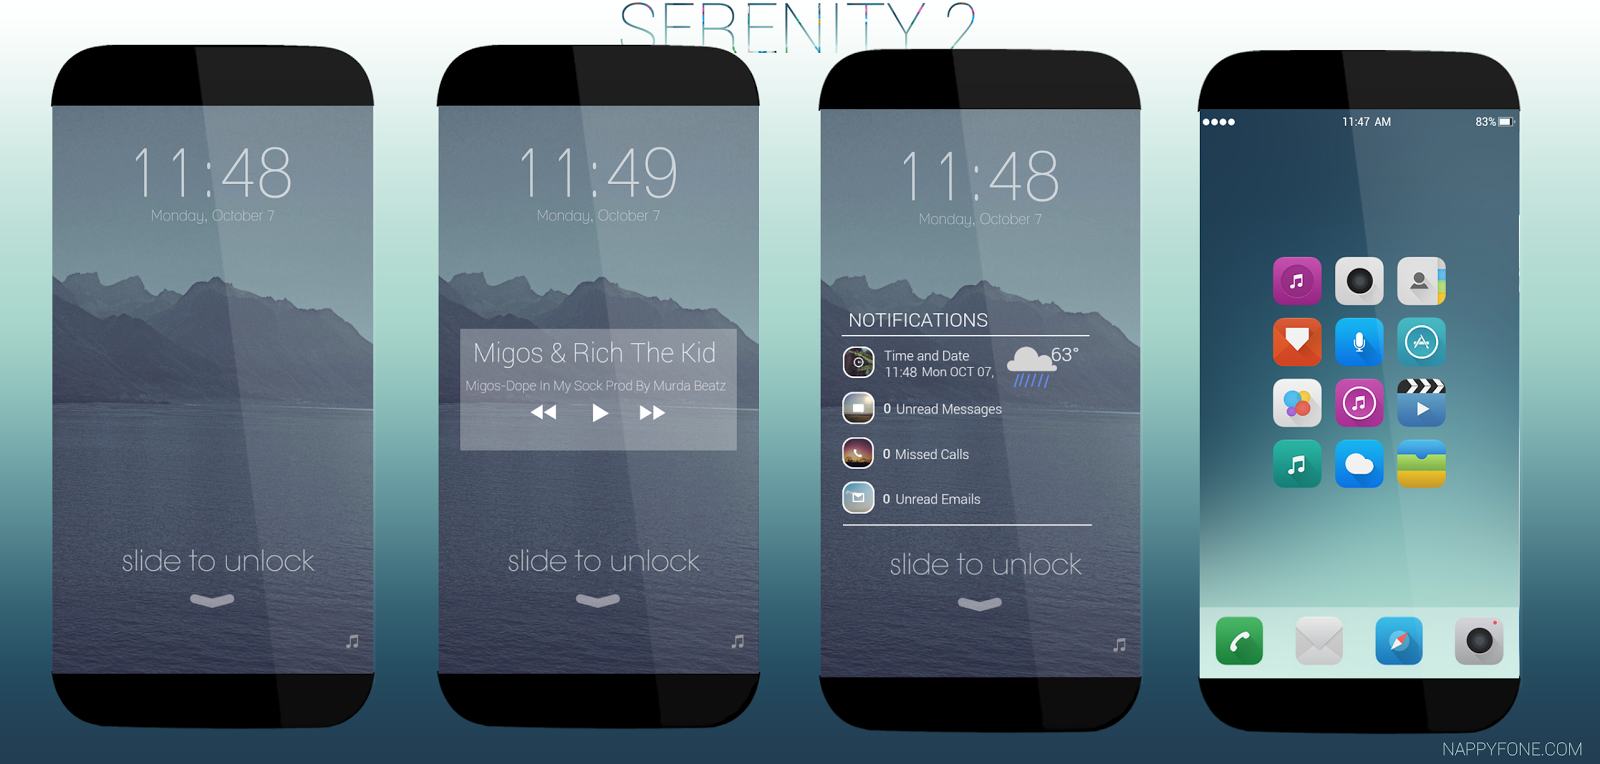 SERENITY 2
11:48
Monday, October 7
slide to unlock
11:49
Monday, October 7
Migos & Rich The Kid
Migos-Dope In My Sock Prod By Murda Beatz
slide to unlock
11:48
Monday, October 7
NOTIFICATIONS
Time and Date
11:48 Mon OCT 07,
63°
0 Unread Messages
0 Missed Calls
0 Unread Emails
slide to unlock
11:47 AM
83%
NAPPYFONE.COM